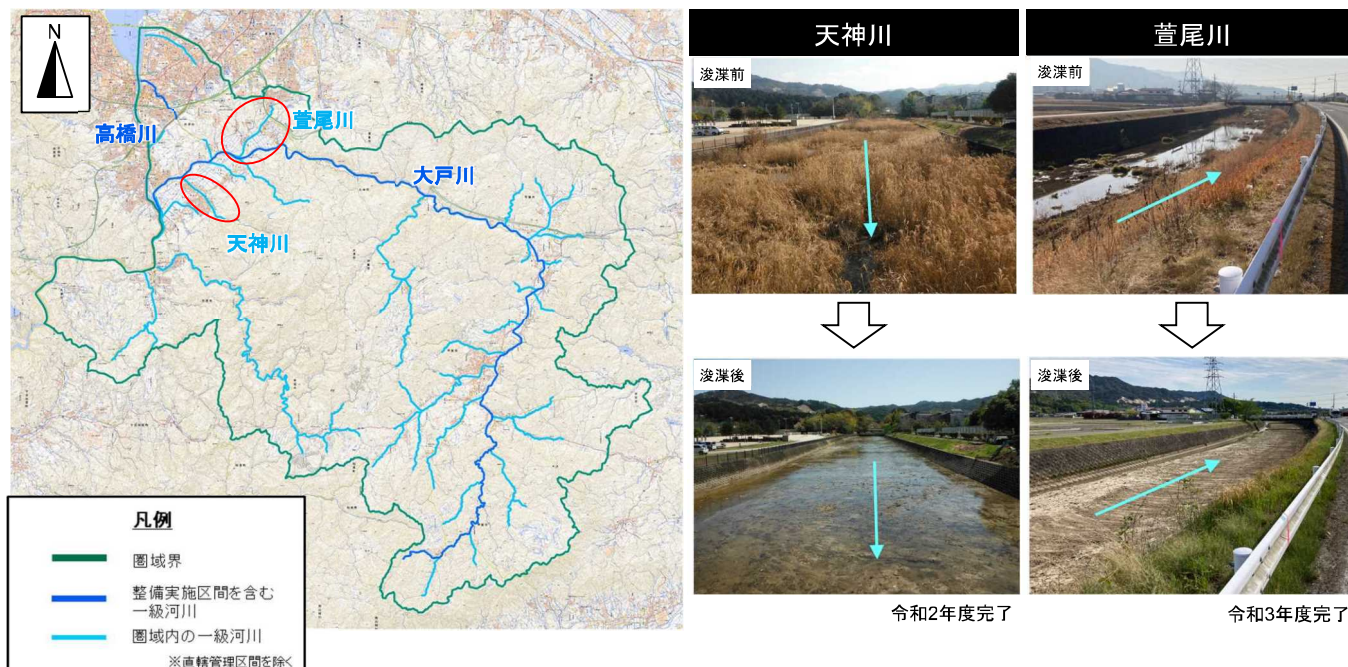 N
高橋川
萱尾川
大戸川
天神川
凡例
圏域界
整備実施区間を含む
一級河川
圏域内の一級河川
※直轄管理区間を除く
天神川
浚渫前
浚渫後
令和2年度完了
萱尾川
浚渫前
浚渫後
令和3年度完了